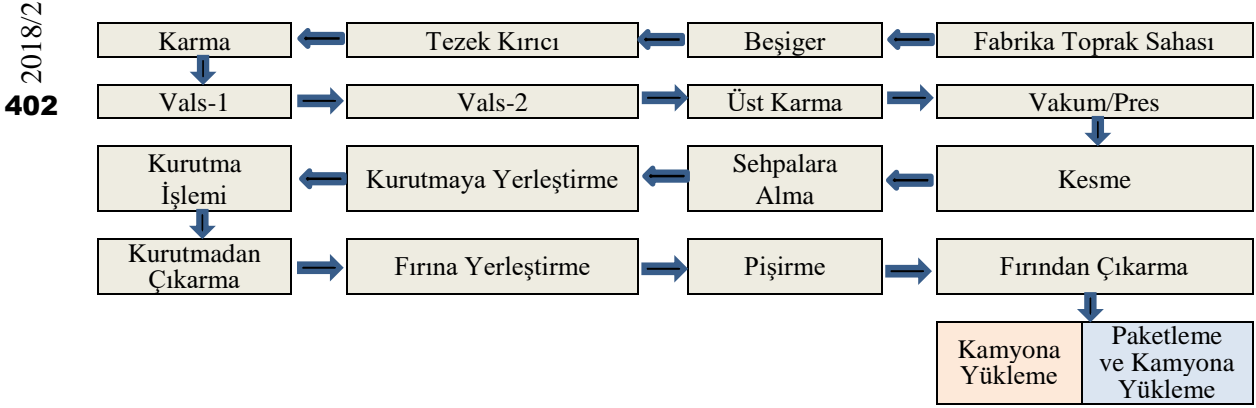 2018/2
402
Karma
Tezek Kırıcı
Beşiger
Fabrika Toprak Sahası
Vals-1
Vals-2
Üst Karma
Vakum/Pres
Kurutma
İşlemi
Kurutmaya Yerleştirme
Sehpalara
Alma
Kesme
Kurutmadan
Çıkarma
Fırına Yerleştirme
Pişirme
Fırından Çıkarma
Kamyona
Yükleme
Paketleme
ve Kamyona
Yükleme